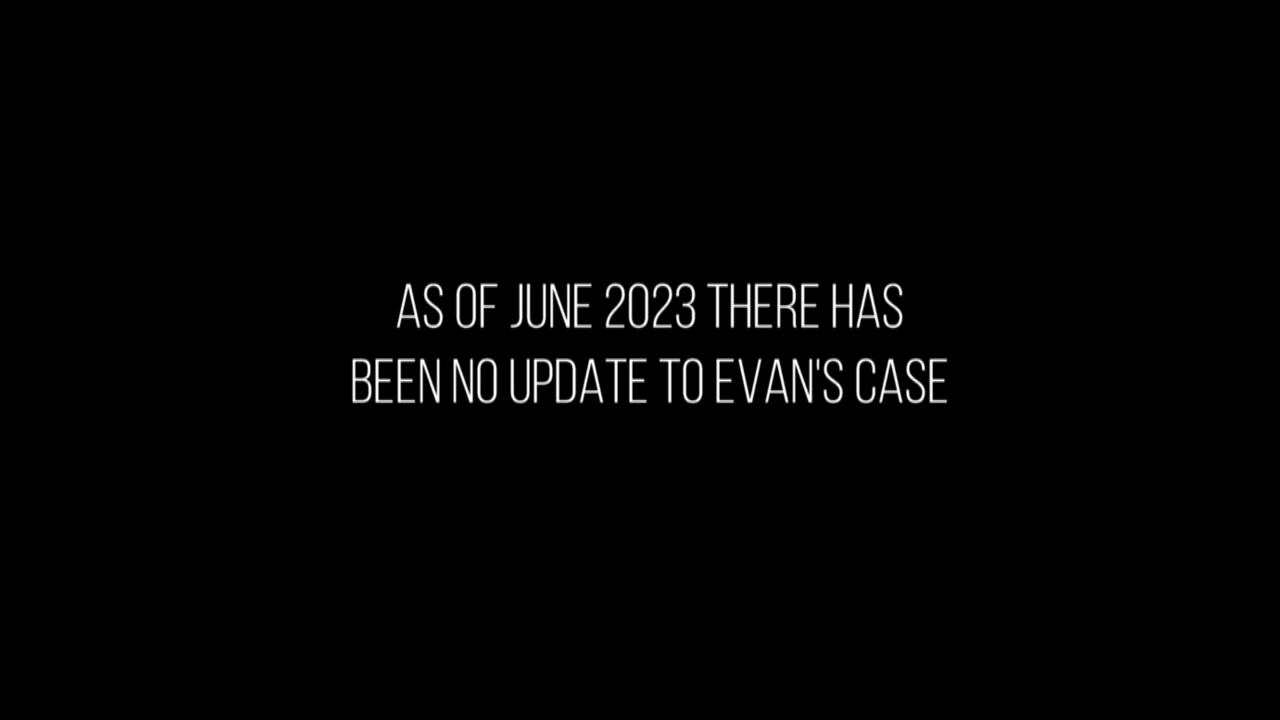 AS OF JUNE 2023 THERE HAS
BEEN NO UPDATE TO EVAN'S CASE